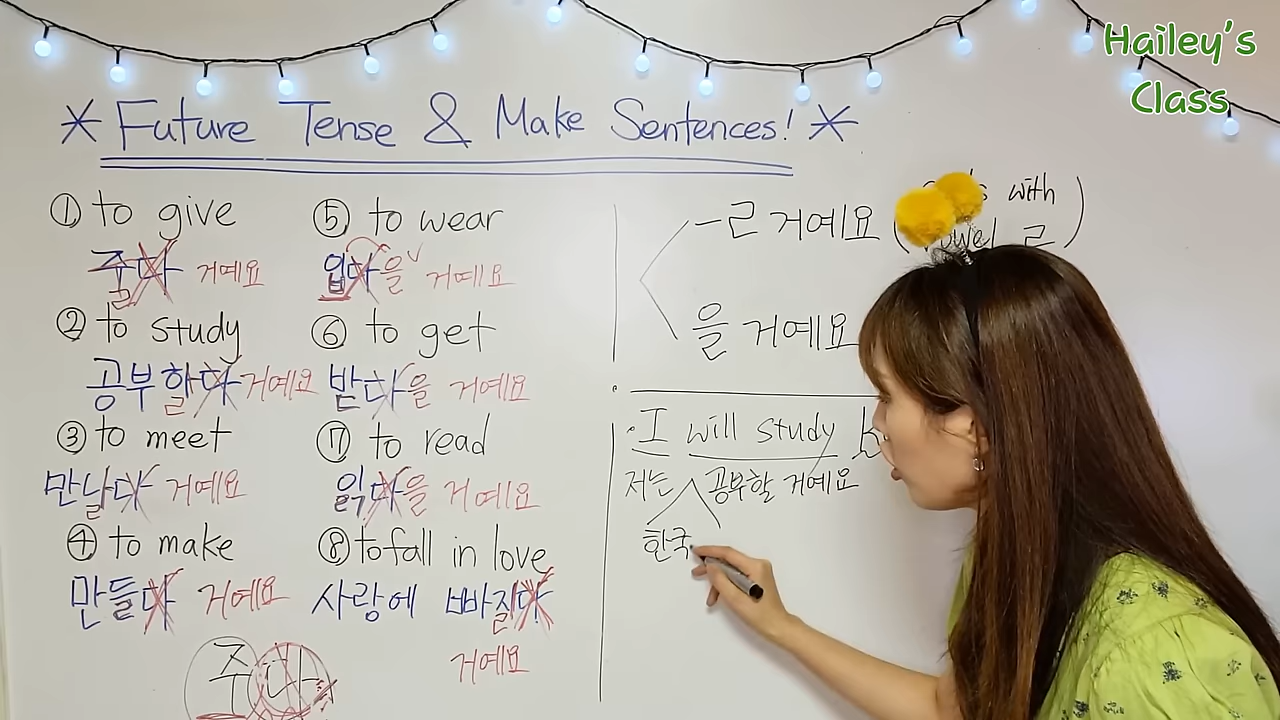 Hailey's
Class
* Future Tense & Make Sentences! *
① to give
줄다 거예요
② to study
공부할다 거예요
③ to meet
만날다 거예요
④ to make
만들다 거예요
주다
⑤ to wear
입다을 거예요
⑥ to get
받다을 거예요
⑦ to read
읽다을 거예요
⑧ to fall in love
사랑에 빠질다
거예요
-ㄹ 거예요 ( with
ㄹ )
을 거예요
· I will study
저는 공부할 거예요
한국